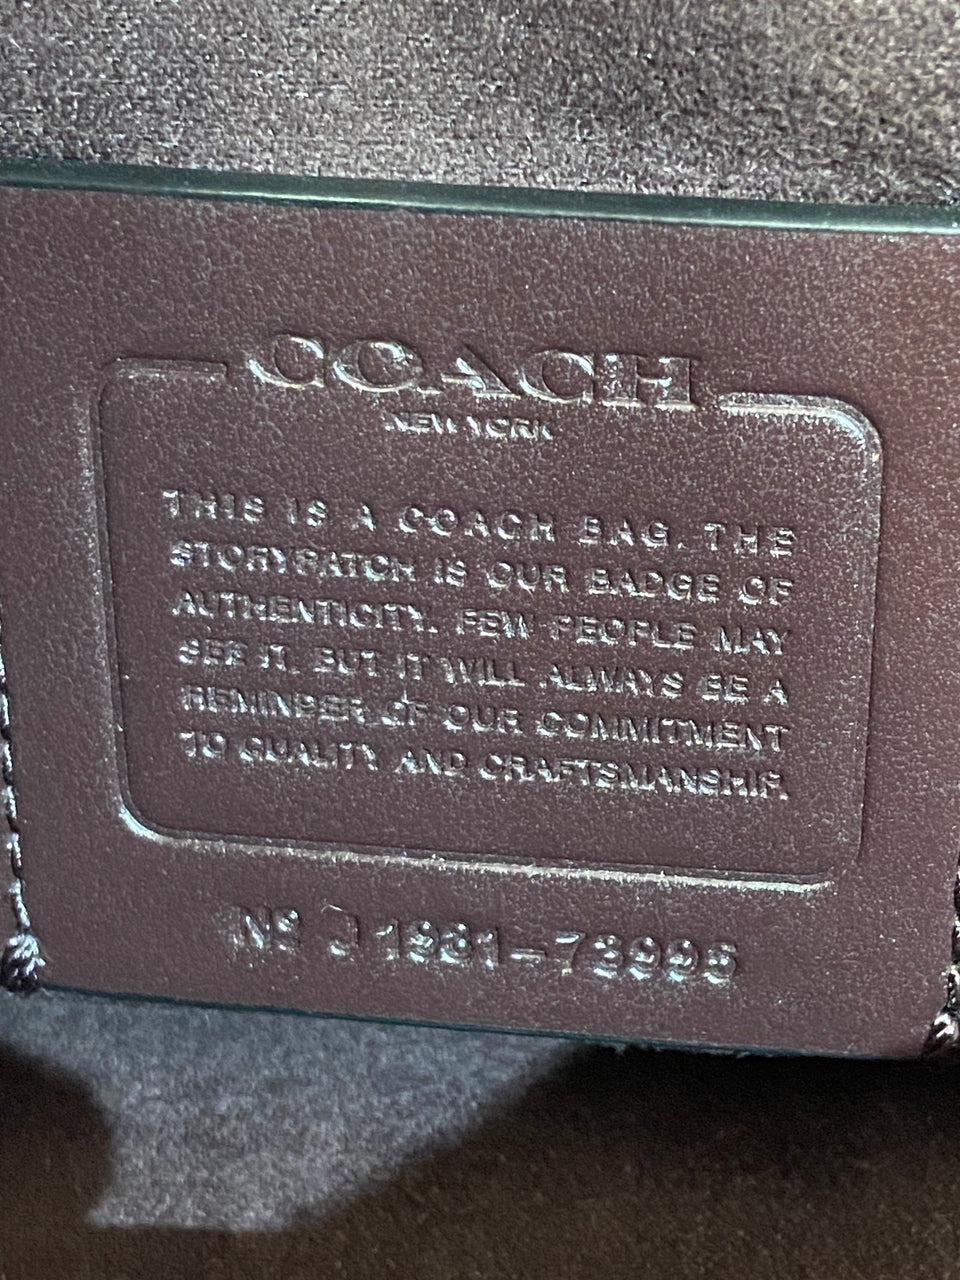 COACH
NEW YORK
THIS IS A COACH BAG. THE
STORYPATCH IS OUR BADGE OF
AUTHENTICITY. FEW PEOPLE MAY
SEE IT, BUT IT WILL ALWAYS BE A
REMINDER OF OUR COMMITMENT
TO QUALITY AND CRAFTSMANSHIP.
Nº